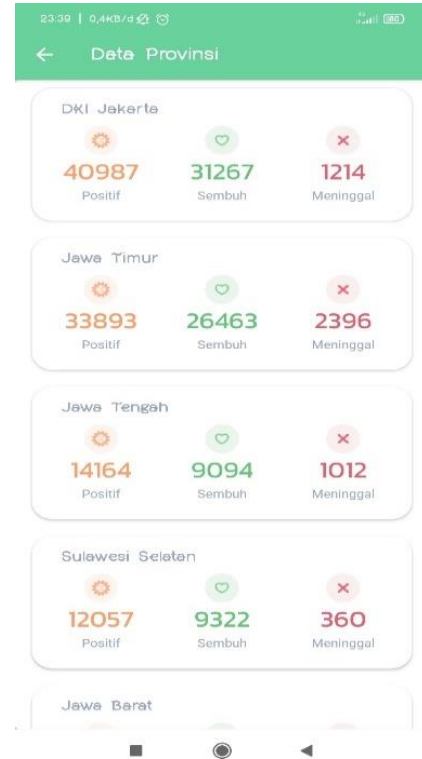 23:39 | 0,4KB/d
Data Provinsi
DKI Jakarta
40987 31267 1214
Positif Sembuh Meninggal
Jawa Timur
33893 26463 2396
Positif Sembuh Meninggal
Jawa Tengah
14164 9094 1012
Positif Sembuh Meninggal
Sulawesi Selatan
12057 9322 360
Positif Sembuh Meninggal
Jawa Barat